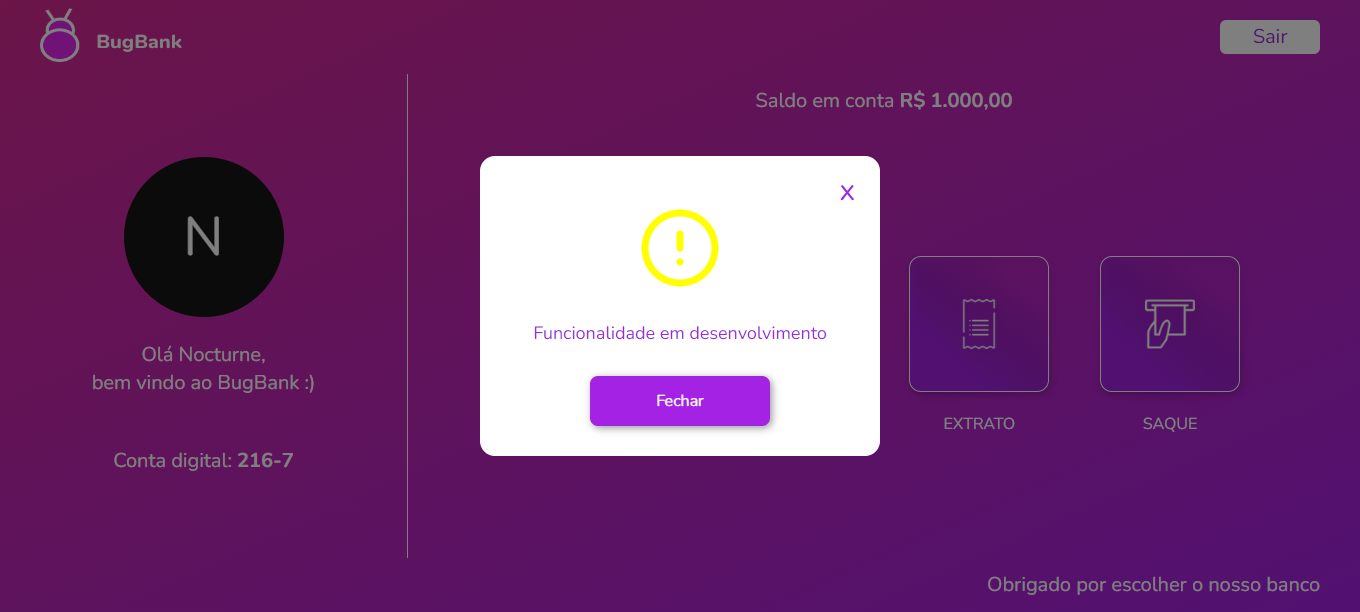 BugBank
Sair
Saldo em conta R$ 1.000,00
N
Olá Nocturne,
bem vindo ao BugBank :)
Conta digital: 216-7
X
Funcionalidade em desenvolvimento
Fechar
EXTRATO
SAQUE
Obrigado por escolher o nosso banco